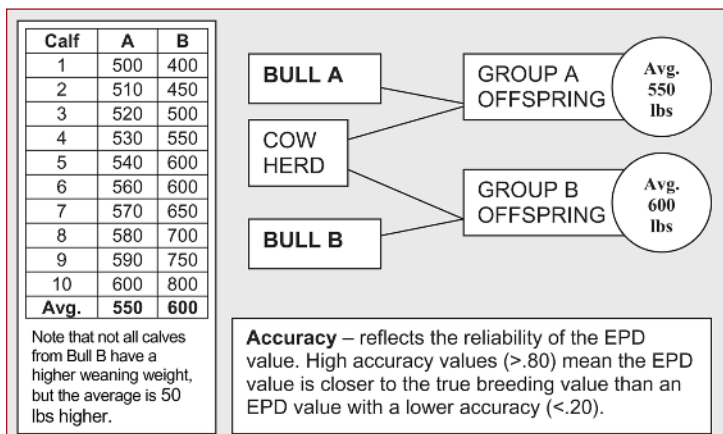 Calf A B
1 500 400
2 510 450
3 520 500
4 530 550
5 540 600
6 560 600
7 570 650
8 580 700
9 590 750
10 600 800
Avg. 550 600
Note that not all calves
from Bull B have a
higher weaning weight,
but the average is 50
lbs higher.
BULL A
COW
HERD
BULL B
GROUP A
OFFSPRING
Avg.
550
lbs
GROUP B
OFFSPRING
Avg.
600
lbs
Accuracy – reflects the reliability of the EPD
value. High accuracy values (>.80) mean the EPD
value is closer to the true breeding value than an
EPD value with a lower accuracy (<.20).